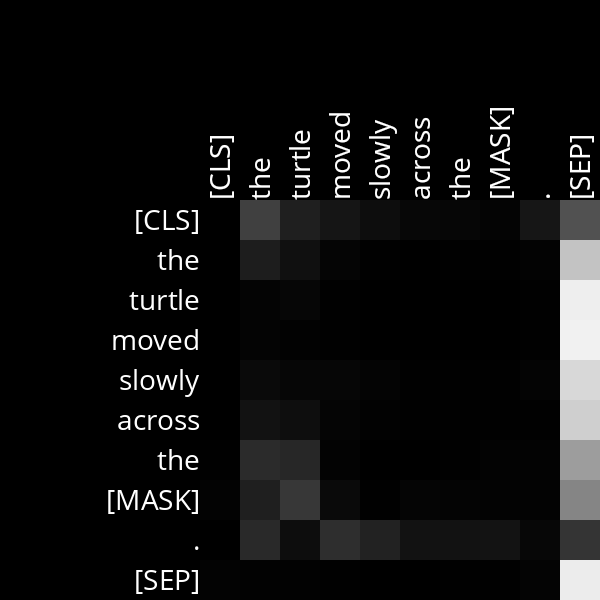 [CLS] the turtle moved slowly across the [MASK] . [SEP]
[CLS]
the
turtle
moved
slowly
across
the
[MASK]
.
[SEP]